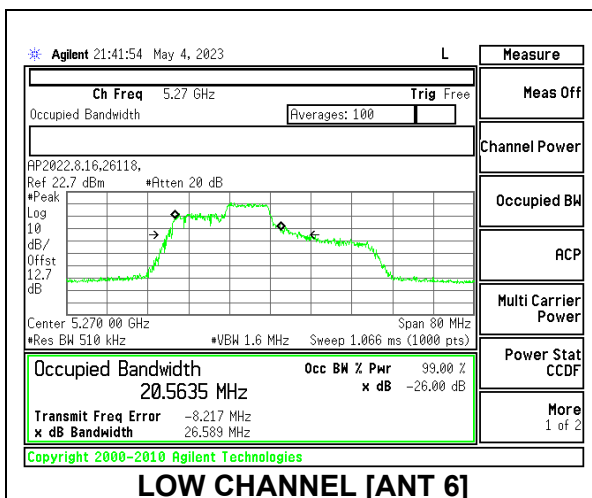 Agilent 21:41:54 May 4, 2023 L
Measure
Ch Freq 5.27 GHz Trig Free
Meas Off
Occupied Bandwidth Averages: 100
Channel Power
AP2022.8.16,26118,
Ref 22.7 dBm #Atten 20 dB
#Peak
Occupied BW
Log
10
dB/
ACP
Offst
12.7
dB
Multi Carrier
Power
Center 5.270 00 GHz Span 80 MHz
#Res BW 510 kHz #VBW 1.6 MHz Sweep 1.066 ms (1000 pts)
Power Stat
CCDF
Occupied Bandwidth Occ BW % Pwr 99.00 %
20.5635 MHz x dB -26.00 dB
Transmit Freq Error -8.217 MHz
x dB Bandwidth 26.589 MHz
More
1 of 2
Copyright 2000-2010 Agilent Technologies
LOW CHANNEL [ANT 6]